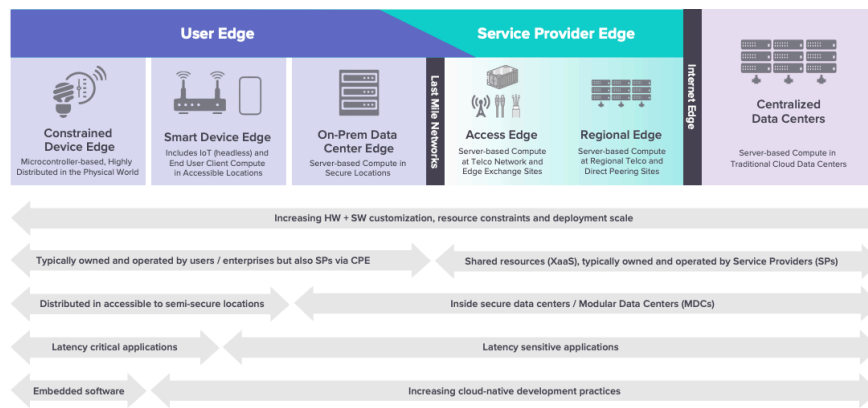 User Edge
Service Provider Edge
Constrained
Device Edge
Microcontroller-based, Highly
Distributed in the Physical World
Smart Device Edge
Includes IoT (headless) and
End User Client Compute
in Accessible Locations
On-Prem Data
Center Edge
Server-based Compute in
Secure Locations
Last Mile Networks
Access Edge
Server-based Compute
at Telco Network and
Edge Exchange Sites
Regional Edge
Server-based Compute
at Regional Telco and
Direct Peering Sites
Internet Edge
Centralized
Data Centers
Server-based Compute in
Traditional Cloud Data Centers
Increasing HW + SW customization, resource constraints and deployment scale
Typically owned and operated by users / enterprises but also SPs via CPE
Shared resources (XaaS), typically owned and operated by Service Providers (SPs)
Distributed in accessible to semi-secure locations
Inside secure data centers / Modular Data Centers (MDCs)
Latency critical applications
Latency sensitive applications
Embedded software
Increasing cloud-native development practices